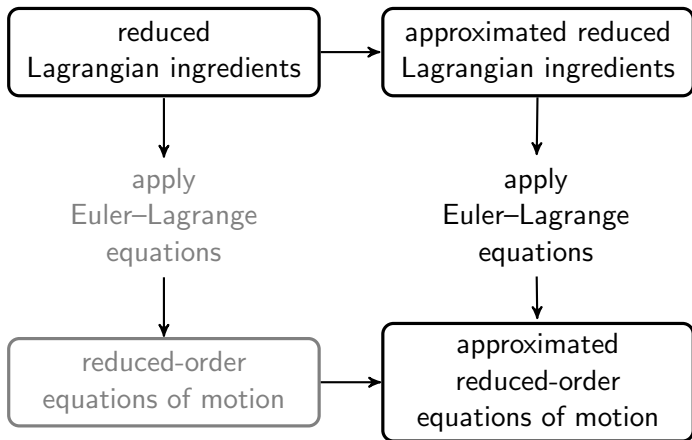 reduced
Lagrangian ingredients
approximated reduced
Lagrangian ingredients
apply
Euler–Lagrange
equations
apply
Euler–Lagrange
equations
reduced-order
equations of motion
approximated
reduced-order
equations of motion